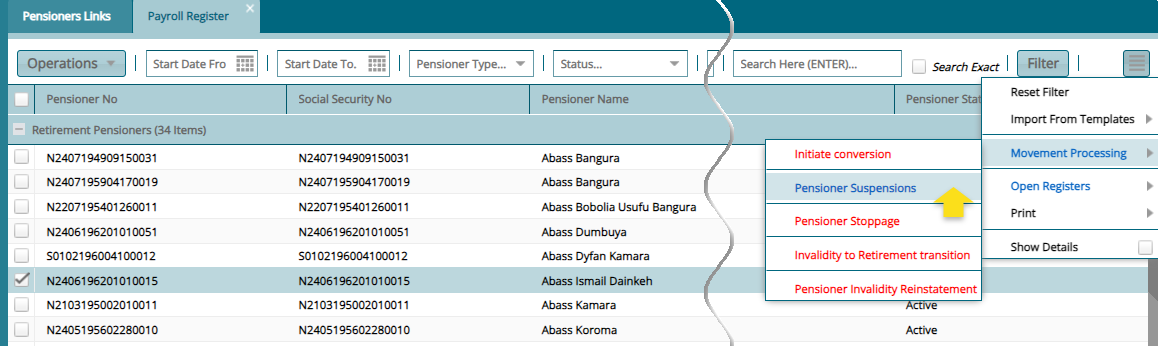 Pensioners Links
Payroll Register
Operations
Start Date Fro
Start Date To.
Pensioner Type...
Status...
Search Here (ENTER)...
Search Exact
Filter
Pensioner No Social Security No Pensioner Name Pensioner Stat
Retirement Pensioners (34 Items)
N2407194909150031 N2407194909150031 Abass Bangura
N2407195904170019 N2407195904170019 Abass Bangura
N2207195401260011 N2207195401260011 Abass Bobolia Usufu Bangura
N2406196201010051 N2406196201010051 Abass Dumbuya
S0102196004100012 S0102196004100012 Abass Dyfan Kamara
N2406196201010015 N2406196201010015 Abass Ismail Dainkeh
N2103195002010011 N2103195002010011 Abass Kamara Active
N2405195602280010 N2405195602280010 Abass Koroma Active
Reset Filter
Import From Templates
Movement Processing
Open Registers
Print
Show Details
Initiate conversion
Pensioner Suspensions
Pensioner Stoppage
Invalidity to Retirement transition
Pensioner Invalidity Reinstatement